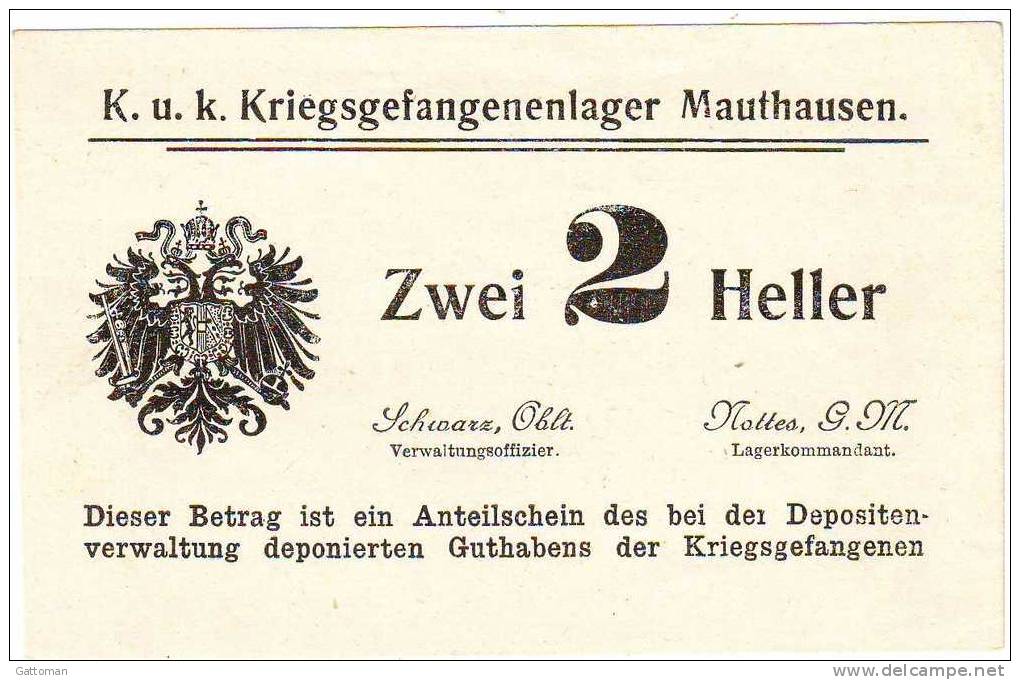 K. u. k. Kriegsgefangenenlager Mauthausen.
Zwei 2 Heller
Schwarz, Oblt.
Verwaltungsoffizier.
Nottes, G. M.
Lagerkommandant.
Dieser Betrag ist ein Anteilschein des bei der Depositen-
verwaltung deponierten Guthabens der Kriegsgefangenen
Gattoman
www.delcampe.net